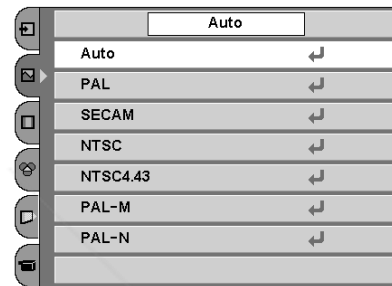 Auto
Auto
PAL
SECAM
NTSC
NTSC4.43
PAL-M
PAL-N